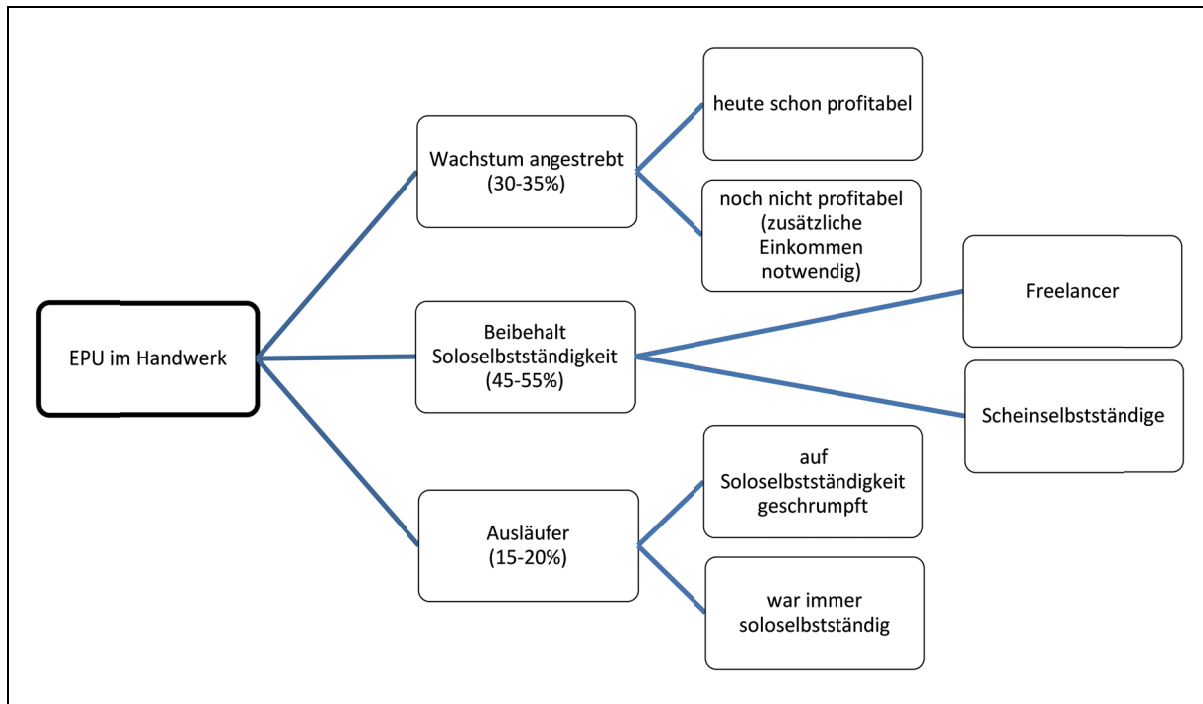 EPU im Handwerk
Wachstum angestrebt
(30-35%)
heute schon profitabel
noch nicht profitabel
(zusätzliche
Einkommen
notwendig)
Beibehalt
Soloselbstständigkeit
(45-55%)
Freelancer
Scheinselbstständige
Ausläufer
(15-20%)
auf
Soloselbstständigkeit
geschrumpft
war immer
soloselbstständig